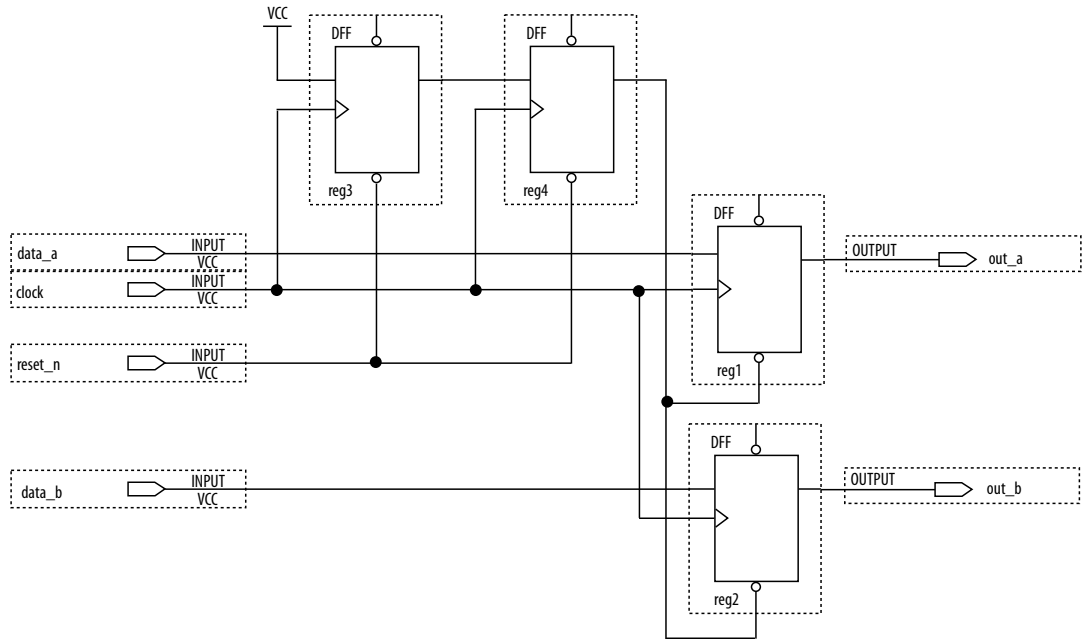 VCC
DFF
DFF
reg3
reg4
DFF
data_a
INPUT
VCC
OUTPUT
out_a
clock
INPUT
VCC
reset_n
INPUT
VCC
reg1
DFF
data_b
INPUT
VCC
OUTPUT
out_b
reg2